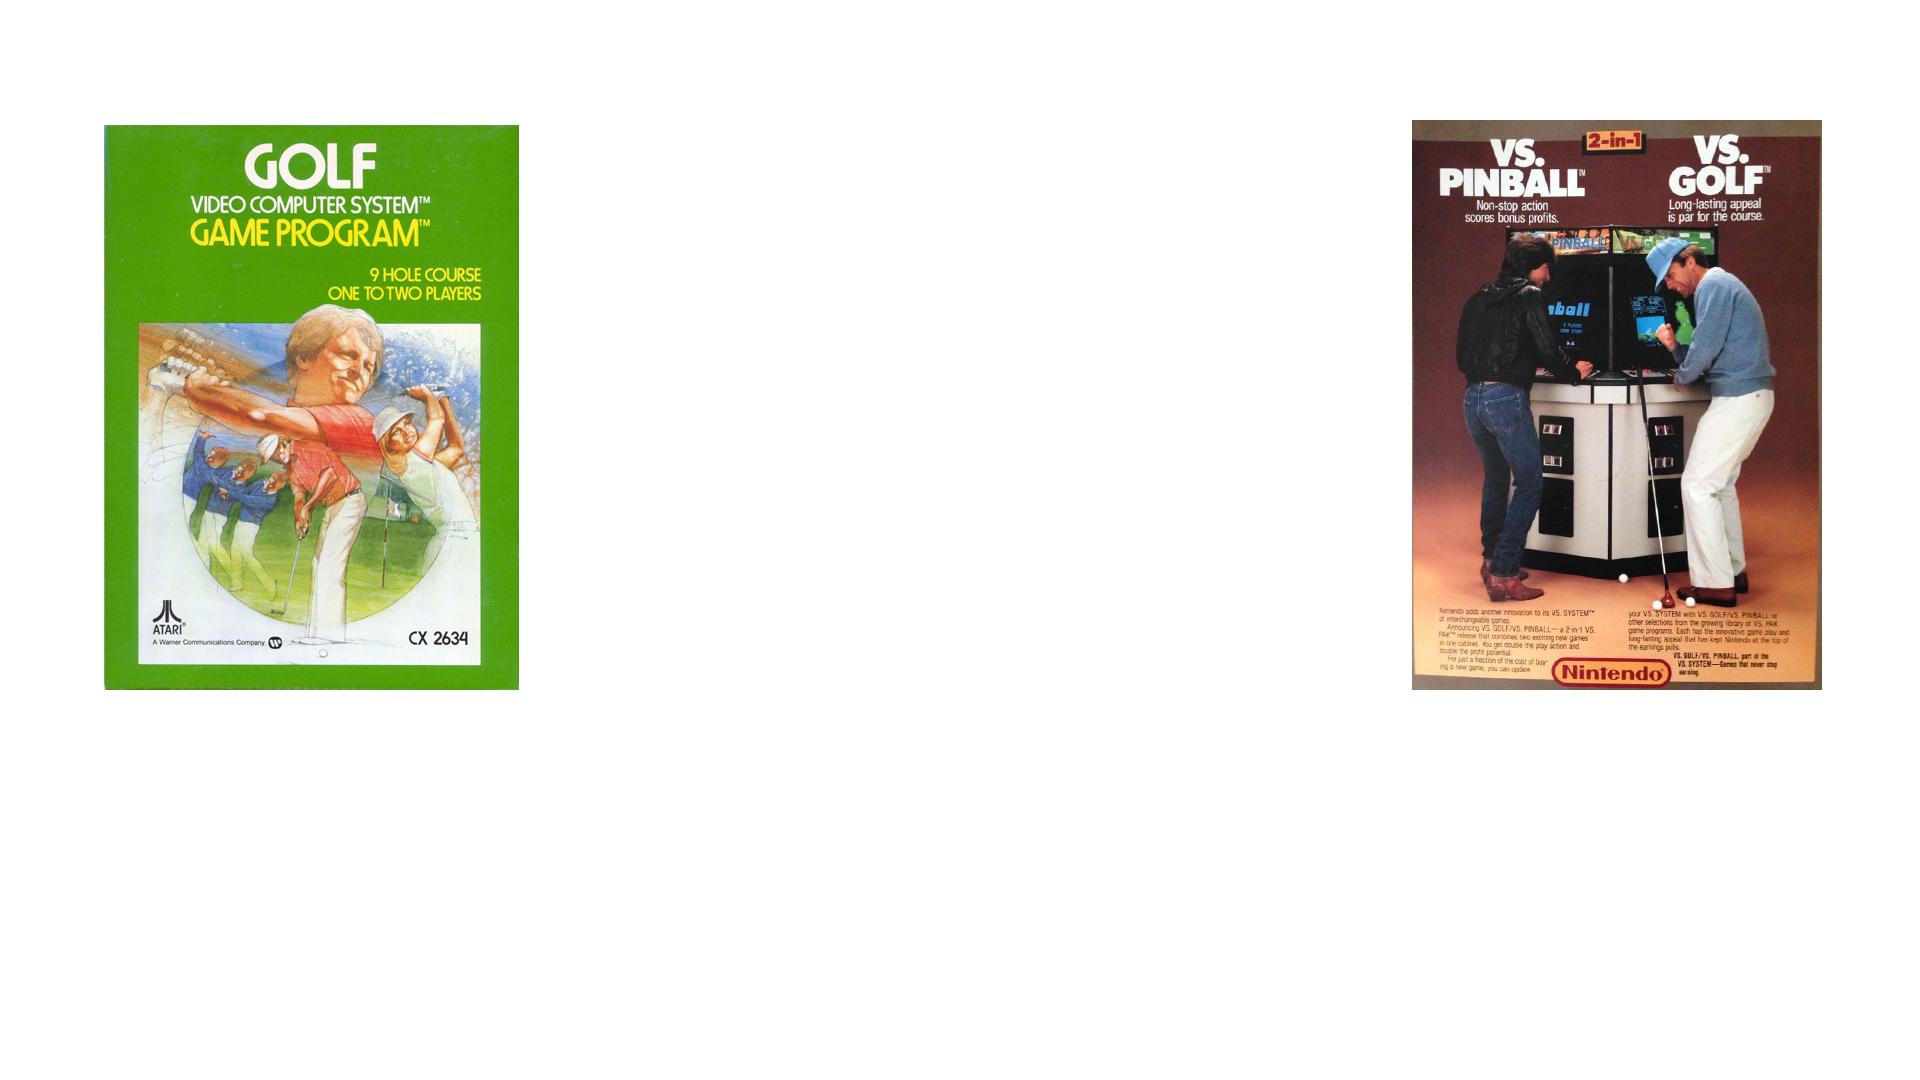 GOLF
VIDEO COMPUTER SYSTEM™
GAME PROGRAM™
9 HOLE COURSE
ONE TO TWO PLAYERS
ATARI®
A Warner Communications Company
CX 2634
2-in-1
VS.
PINBALL™
Non-stop action
scores bonus profits.
VS.
GOLF™
Long-lasting appeal
is par for the course.
PINBALL
VS. GO
nball
Nintendo adds another innovation to its VS. SYSTEM™
of interchangeable games.
Announcing VS. GOLF/VS. PINBALL—a 2-in-1 VS.
PAK™ release that combines two exciting new games
in one cabinet. You get double the play action and
double the profit potential.
For just a fraction of the cost of buy-
ing a new game, you can update
your VS. SYSTEM with VS. GOLF/VS. PINBALL or
other selections from the growing library of VS. PAK
game programs. Each has the innovative game play and
long-lasting appeal that has kept Nintendo at the top of
the earnings polls.
VS. GOLF/VS. PINBALL, part of the
VS. SYSTEM—Games that never stop
earning.
Nintendo®